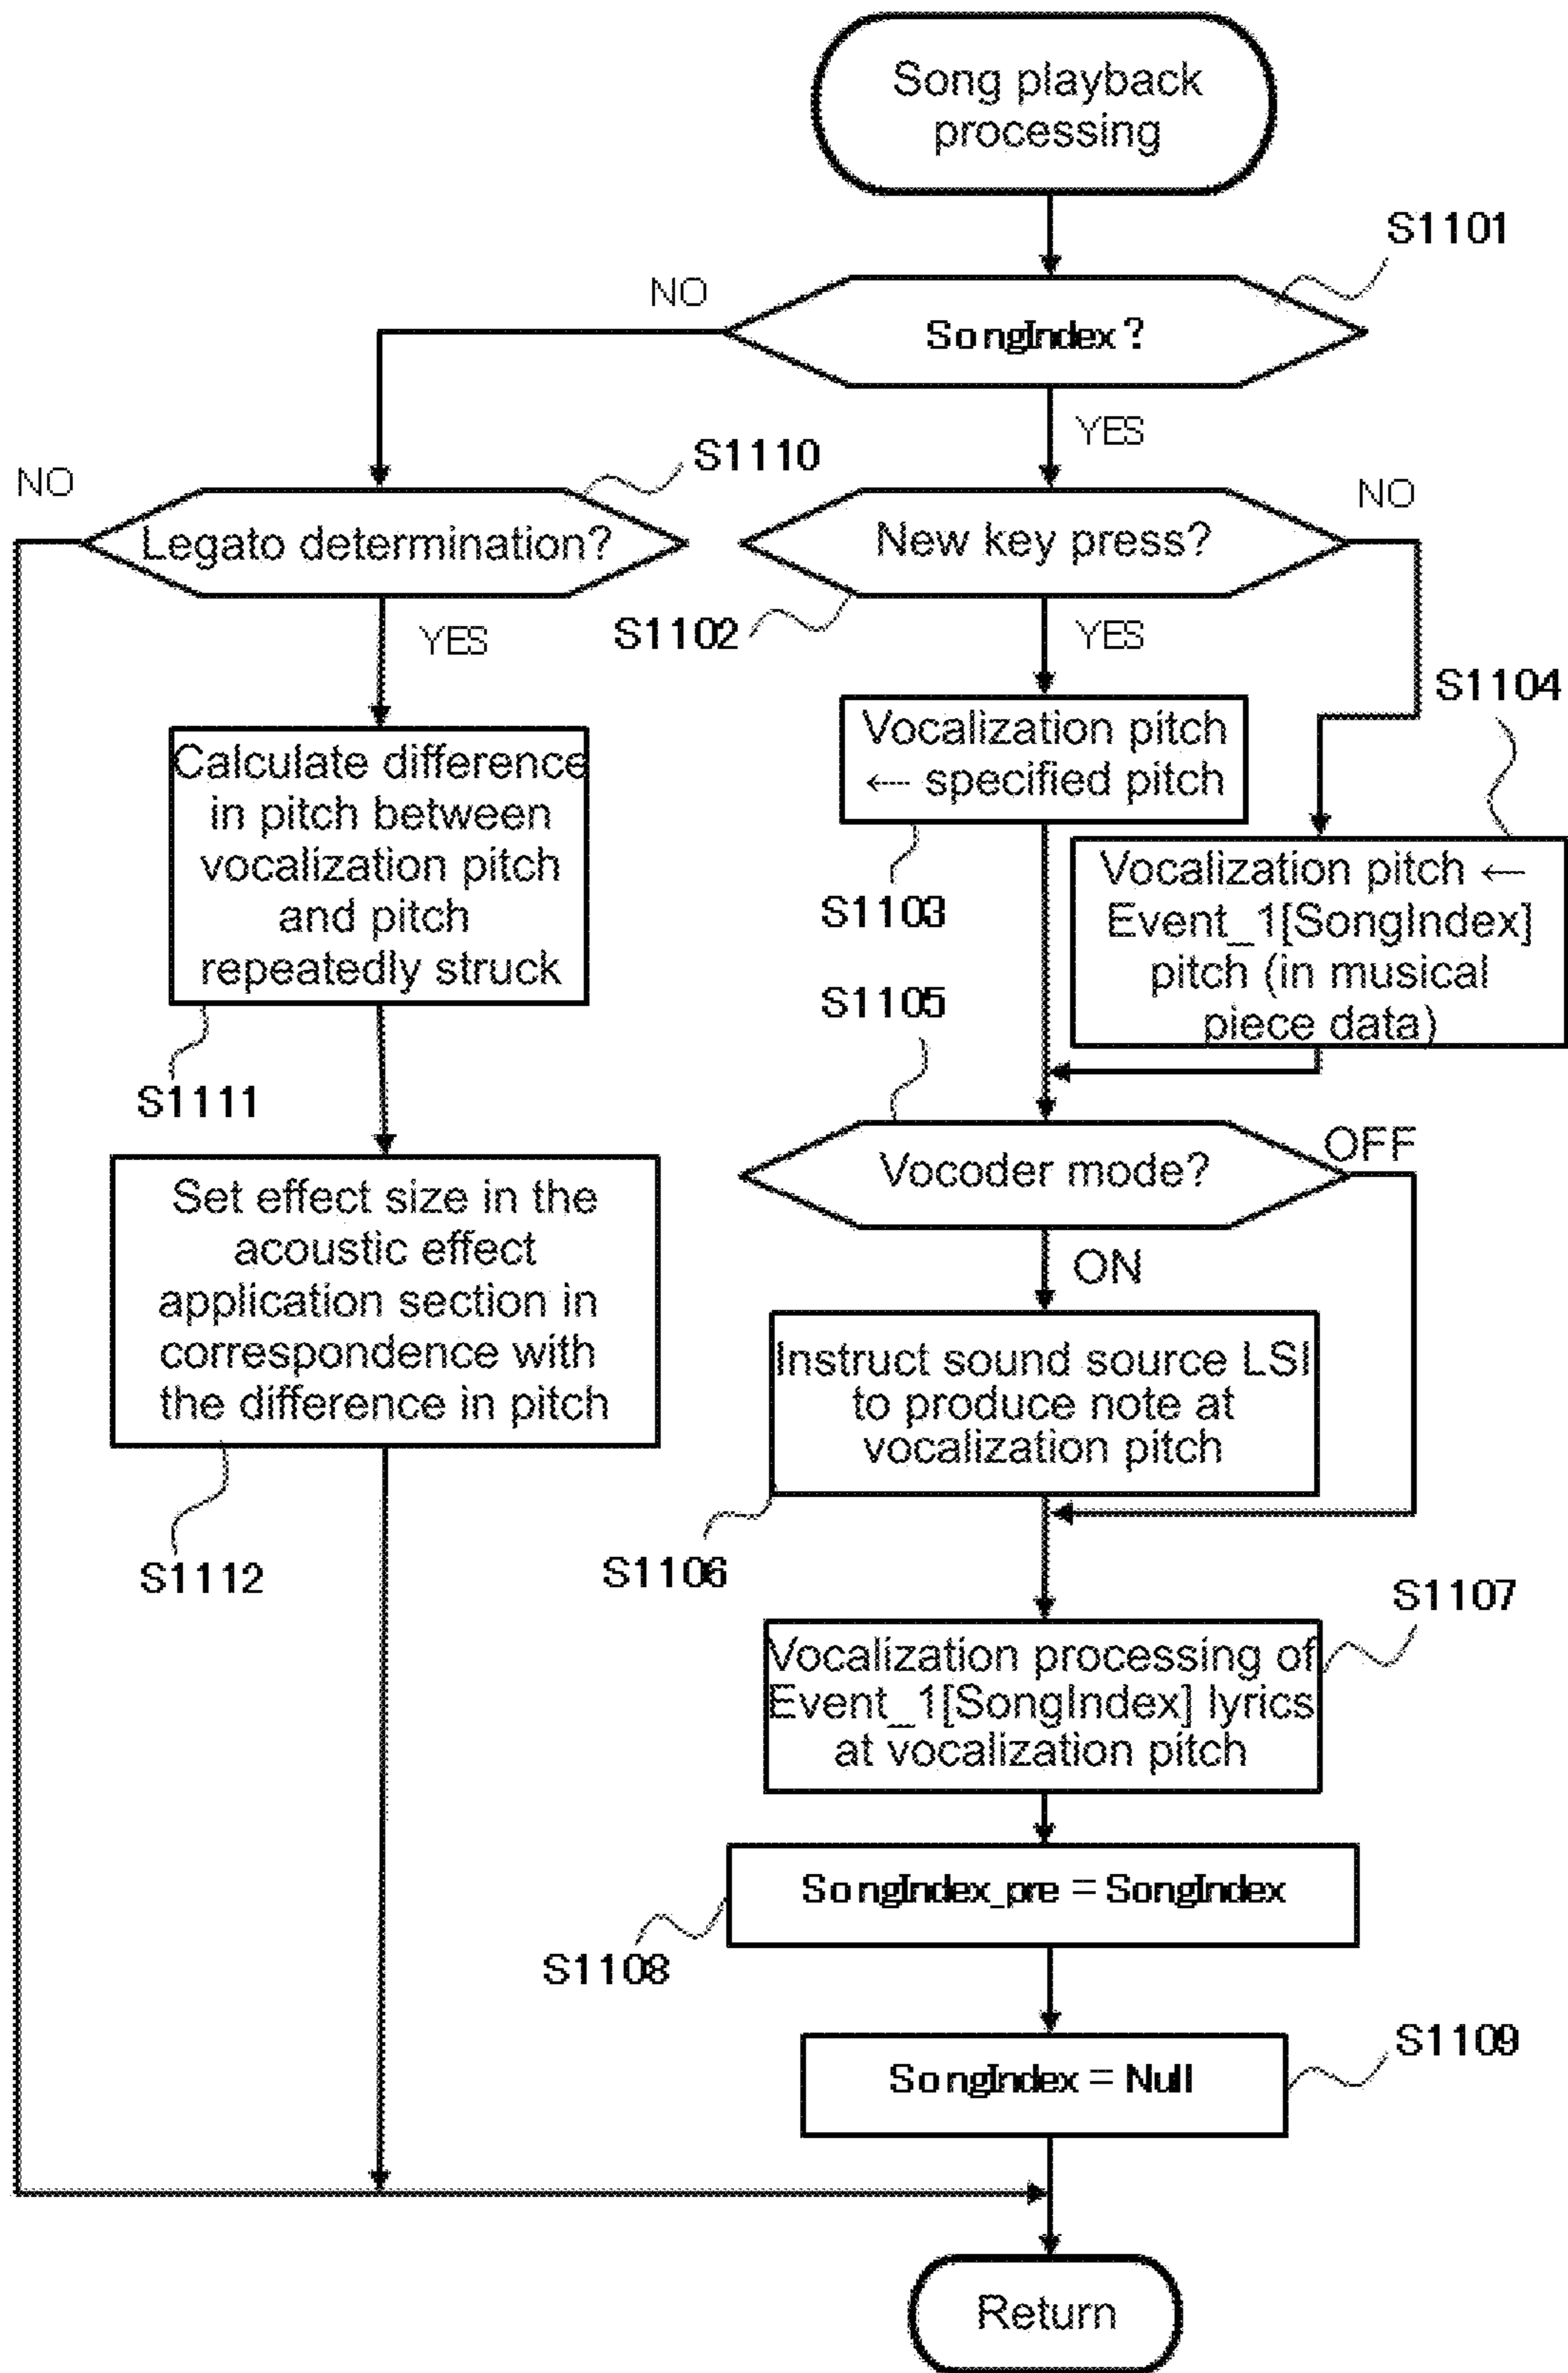 Song playback
processing
S1101
NO
SongIndex?
YES
S1110
NO
Legato determination?
New key press?
NO
S1102
YES
YES
S1104
Calculate difference
in pitch between
vocalization pitch
and pitch
repeatedly struck
Vocalization pitch
← specified pitch
S1103
Vocalization pitch ←
Event_1[SongIndex]
pitch (in musical
piece data)
S1105
S1111
Vocoder mode?
OFF
ON
Set effect size in the
acoustic effect
application section in
correspondence with
the difference in pitch
Instruct sound source LSI
to produce note at
vocalization pitch
S1112
S1106
S1107
Vocalization processing of
Event_1[SongIndex] lyrics
at vocalization pitch
SongIndex_pre = SongIndex
S1108
S1109
SongIndex = Null
Return